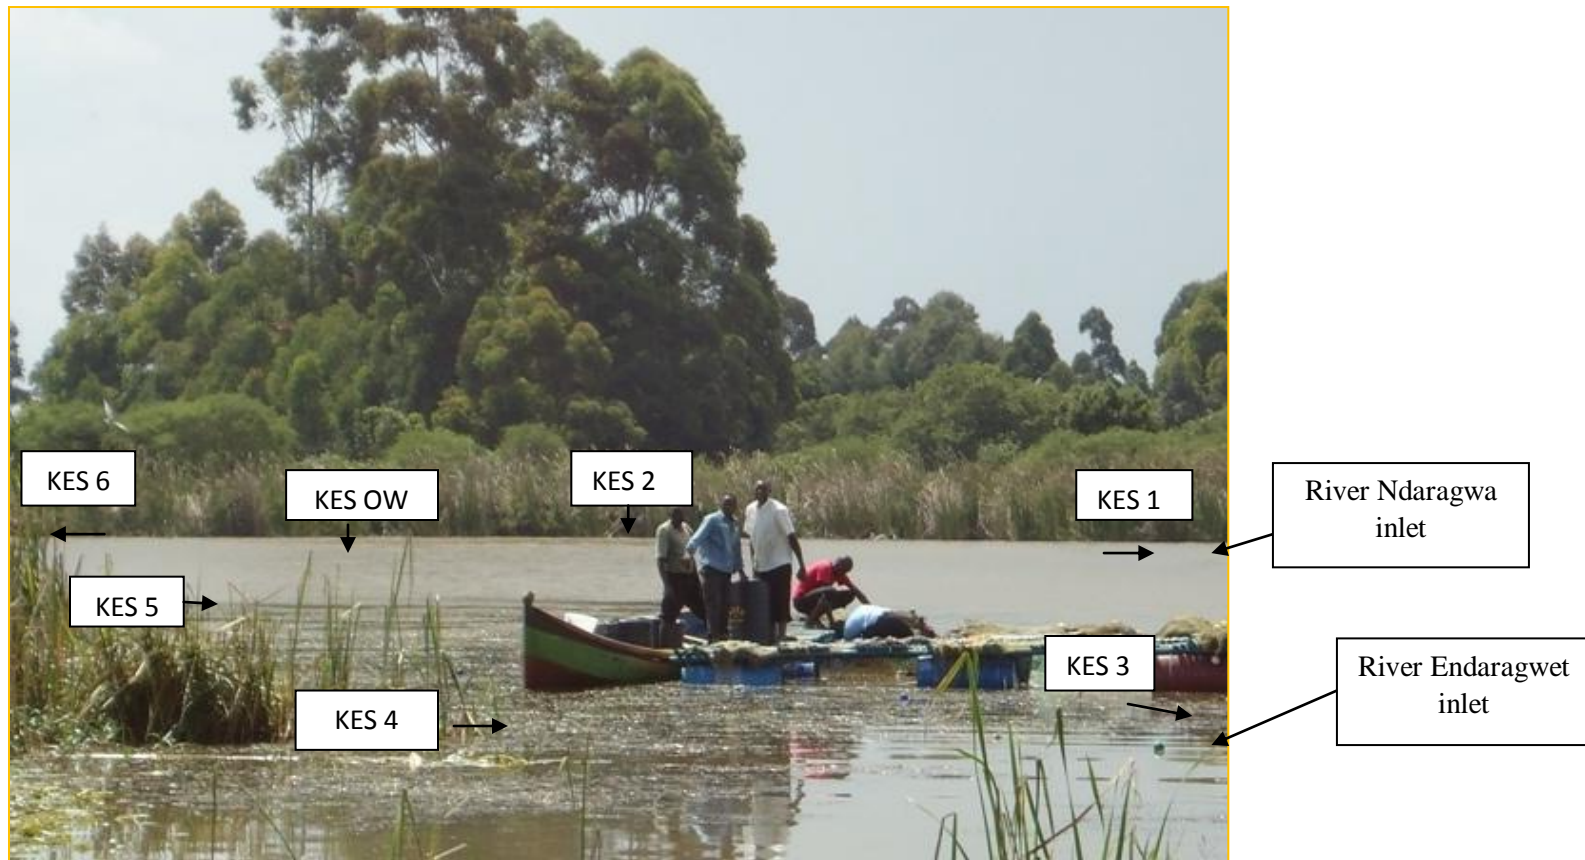 KES 6
KES OW
KES 2
KES 1
River Ndaragwa
inlet
KES 5
KES 3
River Endaragwet
inlet
KES 4